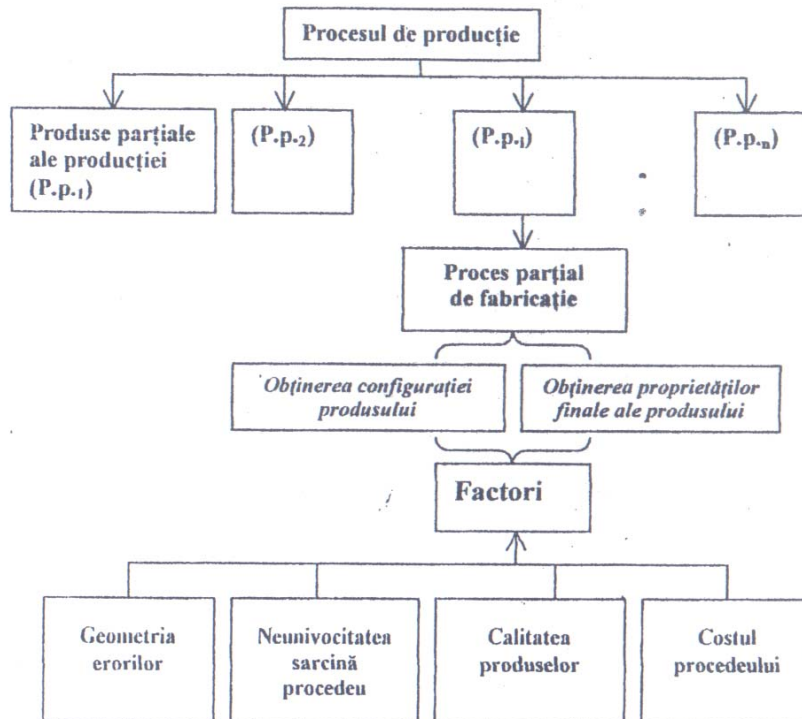 Procesul de producție
Produse parțiale
ale producției
(P.p.₁)
(P.p.₂)
(P.p.ᵢ)
(P.p.ₙ)
Proces parțial
de fabricație
Obținerea configurației
produsului
Obținerea proprietăților
finale ale produsului
Factori
Geometria
erorilor
Neunivocitatea
sarcină
procedeu
Calitatea
produselor
Costul
procedeului